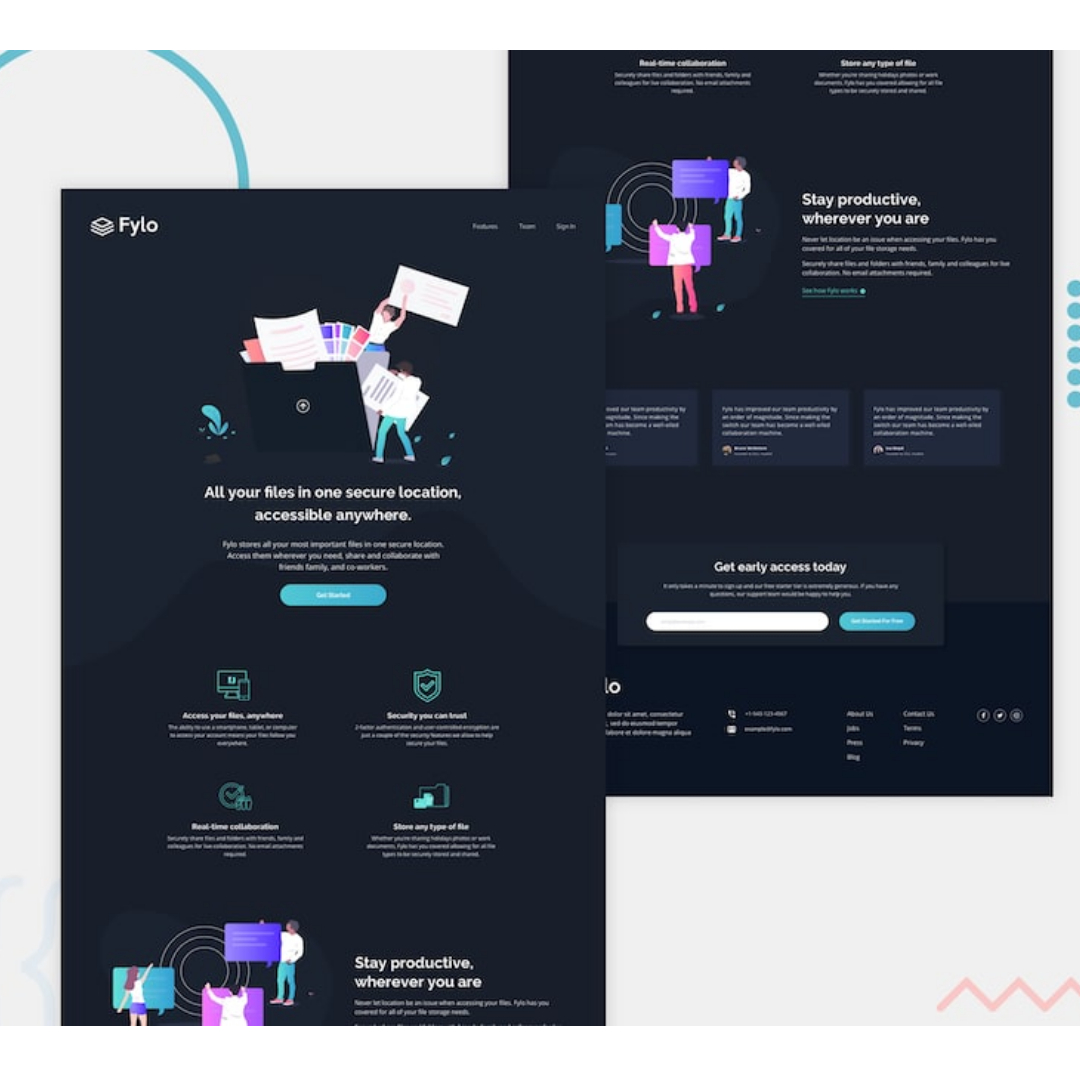 Fylo
Features
Team
Sign In
All your files in one secure location,
accessible anywhere.
Fylo stores all your most important files in one secure location.
Access them wherever you need, share and collaborate with
friends family, and co-workers.
Get Started
Access your files, anywhere
The ability to use a smartphone, tablet, or computer
to access your account means your files follow you
everywhere.
Security you can trust
2-factor authentication and user-controlled encryption are
just a couple of the security features we allow to help
secure your files.
Real-time collaboration
Securely share files and folders with friends, family and
colleagues for live collaboration. No email attachments
required.
Store any type of file
Whether you're sharing holidays photos or work
documents, Fylo has you covered allowing for all file
types to be securely stored and shared.
Stay productive,
wherever you are
Never let location be an issue when accessing your files. Fylo has you
covered for all of your file storage needs.
Real-time collaboration
Securely share files and folders with friends, family and
colleagues for live collaboration. No email attachments
required.
Store any type of file
Whether you're sharing holidays photos or work
documents, Fylo has you covered allowing for all file
types to be securely stored and shared.
Stay productive,
wherever you are
Never let location be an issue when accessing your files. Fylo has you
covered for all of your file storage needs.
Securely share files and folders with friends, family and colleagues for live
collaboration. No email attachments required.
See how Fylo works
oved our team productivity by
agnitude. Since making the
m has become a well-oiled
machine.
Fylo has improved our team productivity by
an order of magnitude. Since making the
switch our team has become a well-oiled
collaboration machine.
Fylo has improved our team productivity by
an order of magnitude. Since making the
switch our team has become a well-oiled
collaboration machine.
Get early access today
It only takes a minute to sign up and our free starter tier is extremely generous. If you have any
questions, our support team would be happy to help you.
Get Started For Free
lo
dolor sit amet, consectetur
, sed do eiusmod tempor
labore et dolore magna aliqua
+1-543-123-4567
example@fylo.com
About Us
Jobs
Press
Blog
Contact Us
Terms
Privacy